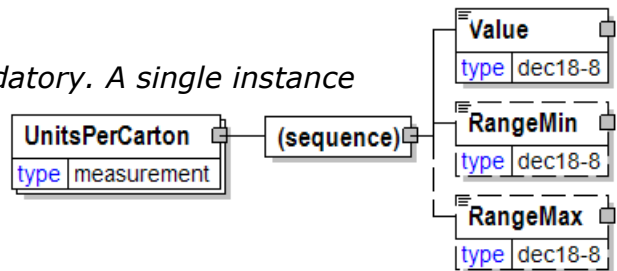 datory. A single instance
UnitsPerCarton
type measurement
(sequence)
Value
type dec18-8
RangeMin
type dec18-8
RangeMax
type dec18-8